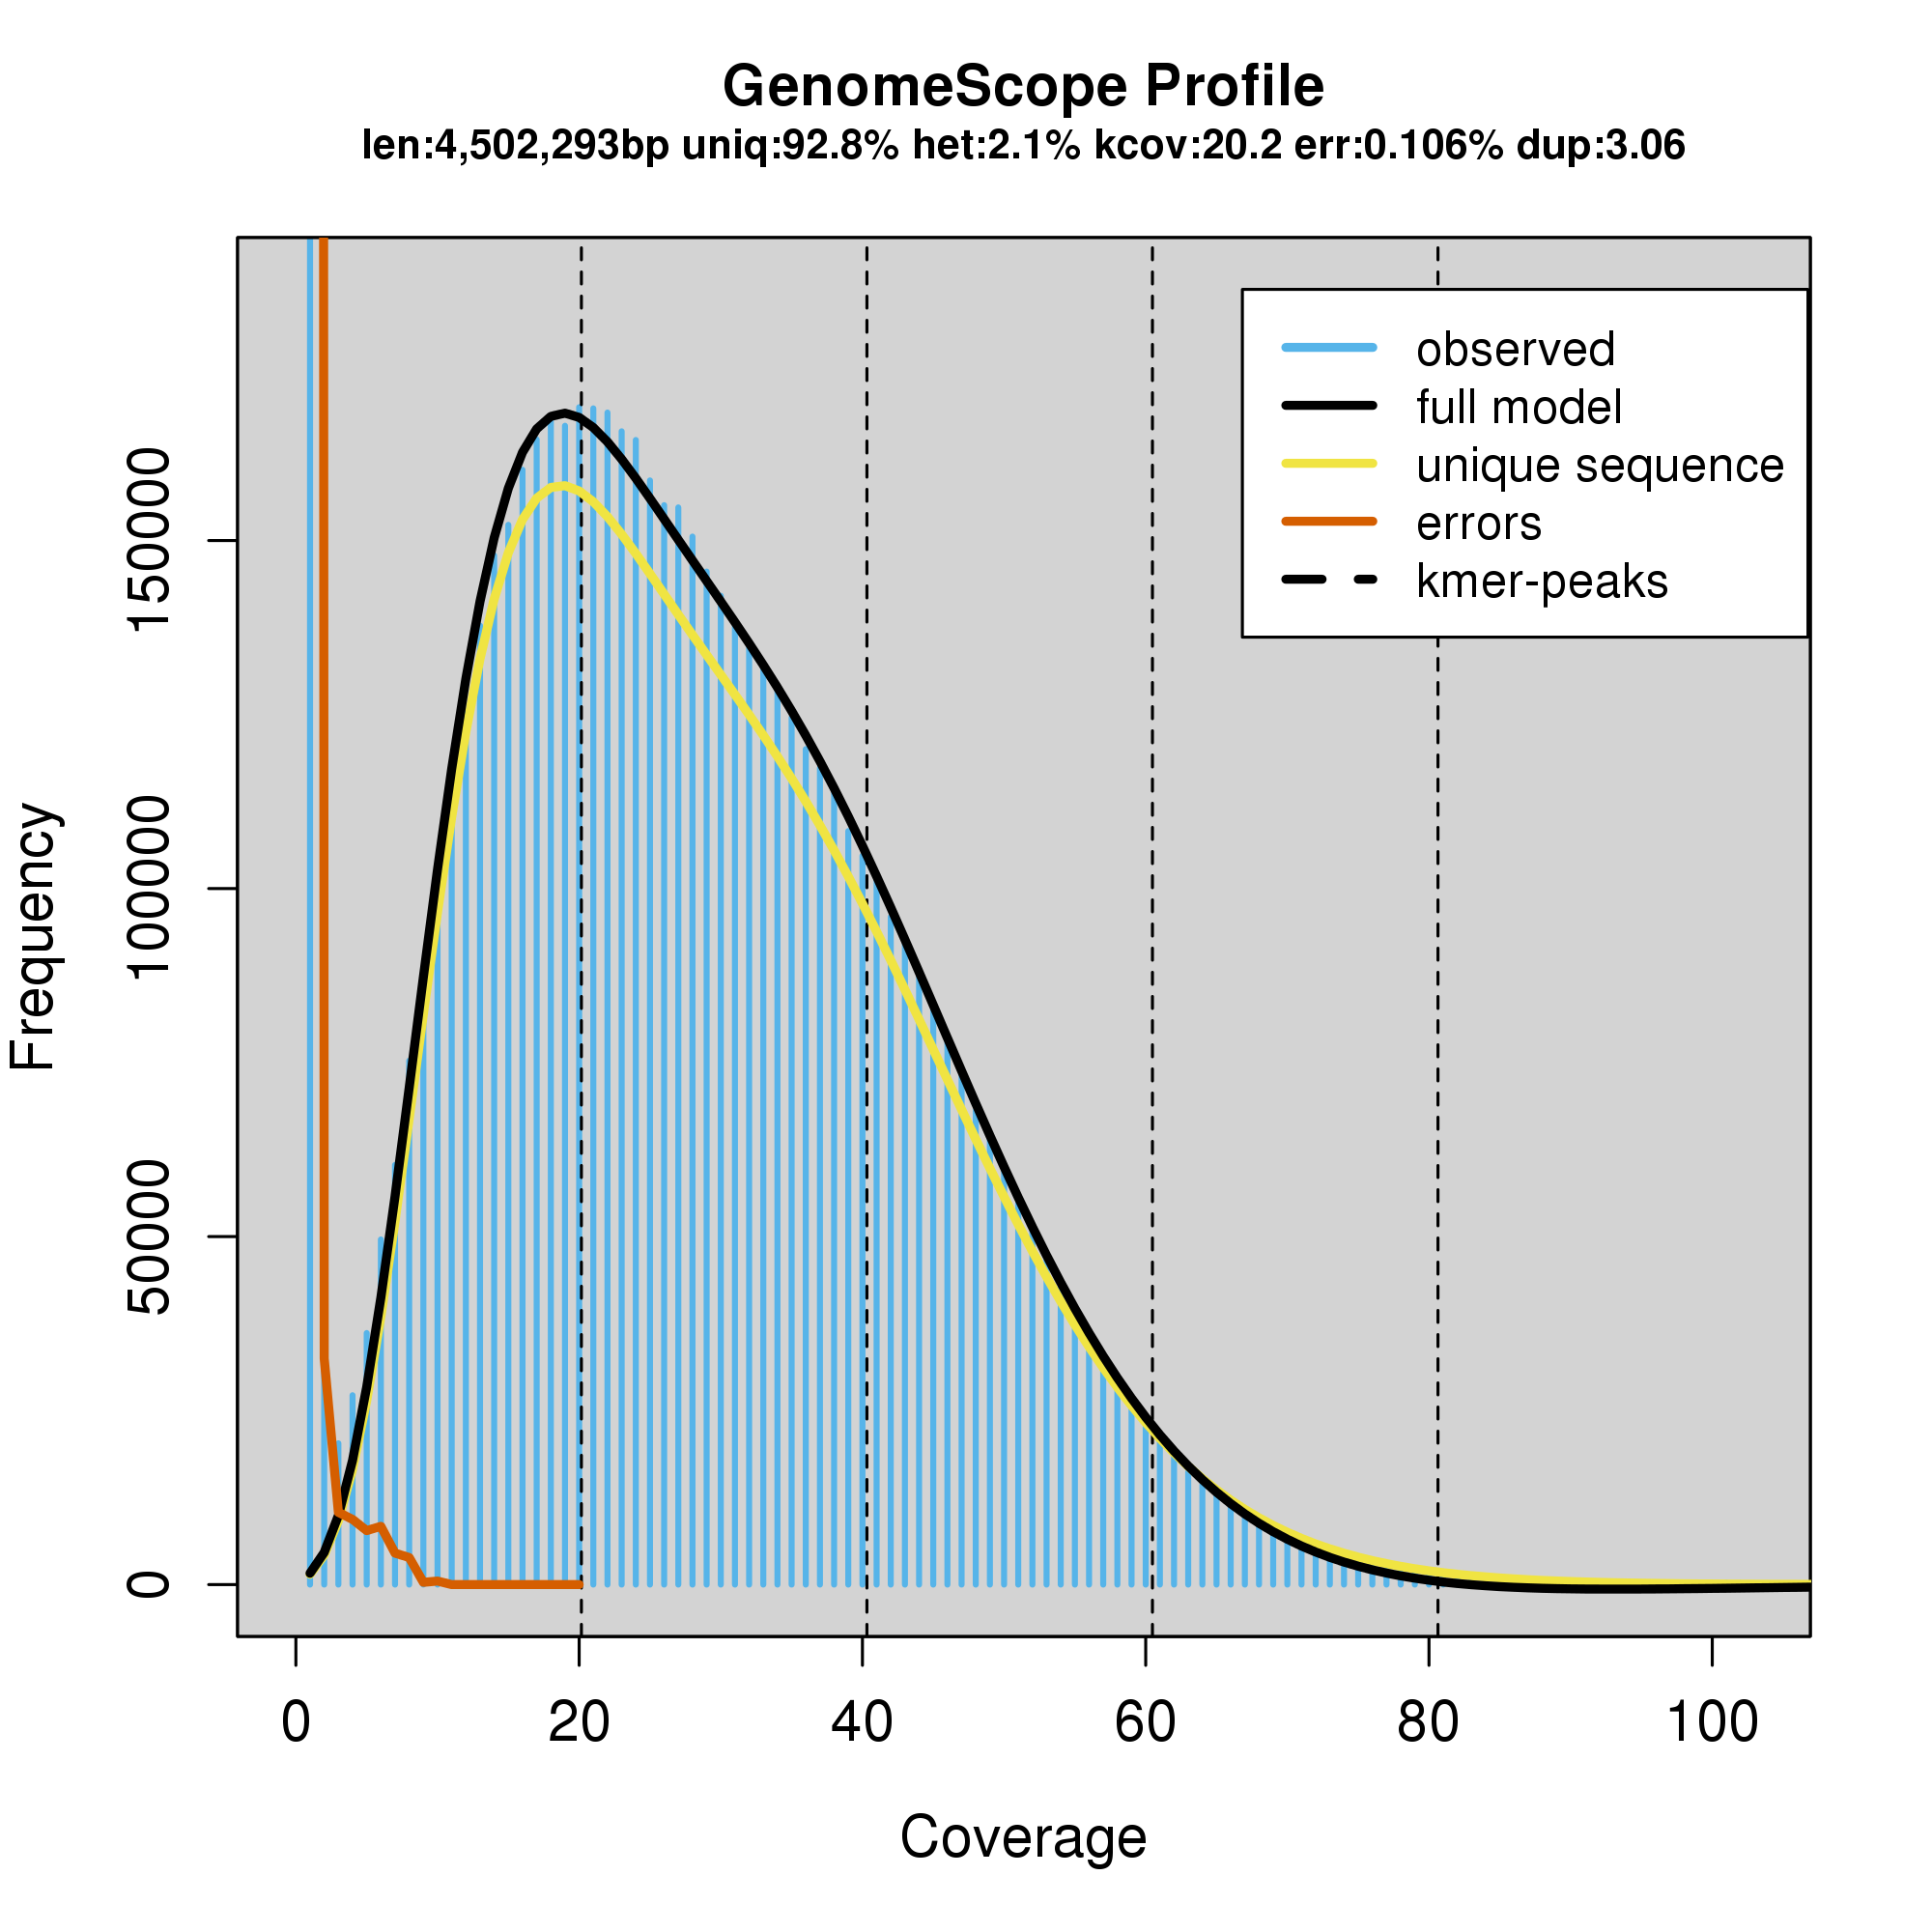 GenomeScope Profile
len:4,502,293bp uniq:92.8% het:2.1% kcov:20.2 err:0.106% dup:3.06
observed
full model
unique sequence
errors
kmer-peaks
Frequency
150000
100000
50000
0
0 20 40 60 80 100
Coverage